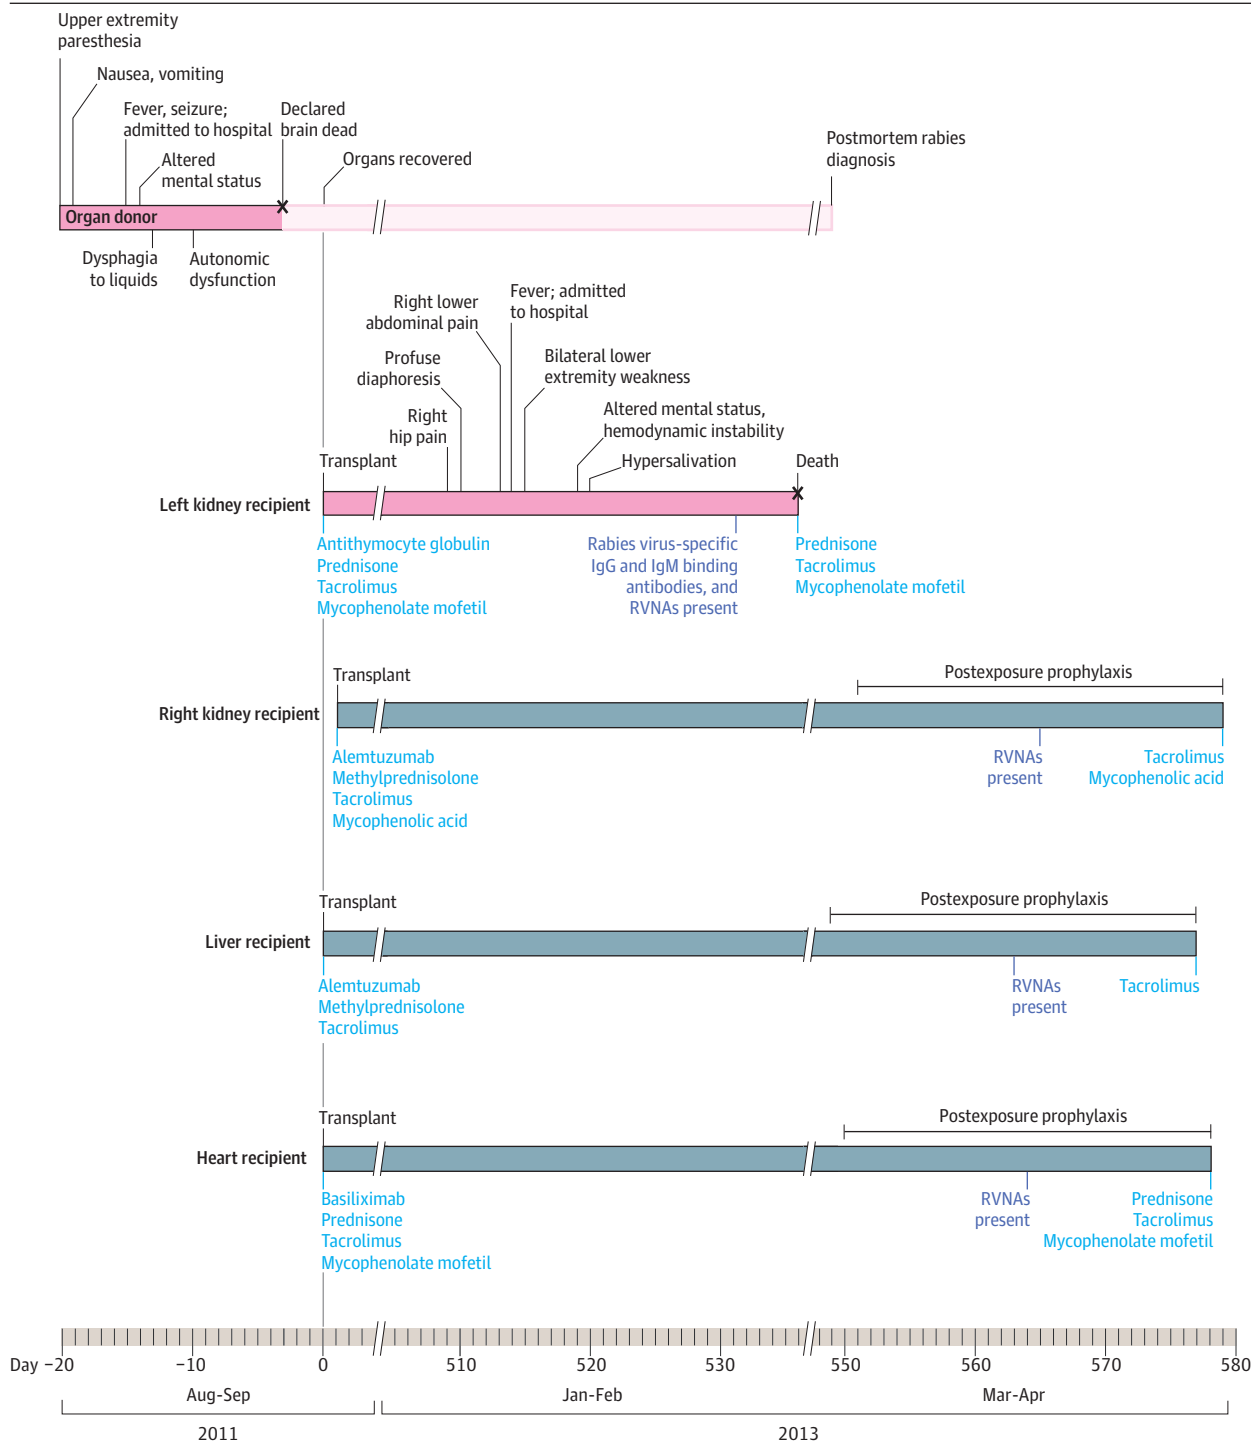 Upper extremity
paresthesia
Nausea, vomiting
Fever, seizure;
admitted to hospital
Altered
mental status
Declared
brain dead
Organs recovered
Postmortem rabies
diagnosis
Organ donor
Dysphagia
to liquids
Autonomic
dysfunction
Right lower
abdominal pain
Fever; admitted
to hospital
Profuse
diaphoresis
Bilateral lower
extremity weakness
Right
hip pain
Altered mental status,
hemodynamic instability
Transplant
Hypersalivation
Death
Left kidney recipient
Antithymocyte globulin
Prednisone
Tacrolimus
Mycophenolate mofetil
Rabies virus-specific
IgG and IgM binding
antibodies, and
RVNAs present
Prednisone
Tacrolimus
Mycophenolate mofetil
Transplant
Postexposure prophylaxis
Right kidney recipient
Alemtuzumab
Methylprednisolone
Tacrolimus
Mycophenolic acid
RVNAs
present
Tacrolimus
Mycophenolic acid
Transplant
Postexposure prophylaxis
Liver recipient
Alemtuzumab
Methylprednisolone
Tacrolimus
RVNAs
present
Tacrolimus
Transplant
Postexposure prophylaxis
Heart recipient
Basiliximab
Prednisone
Tacrolimus
Mycophenolate mofetil
RVNAs
present
Prednisone
Tacrolimus
Mycophenolate mofetil
Day −20 −10 0 510 520 530 550 560 570 580
Aug-Sep Jan-Feb Mar-Apr
2011 2013